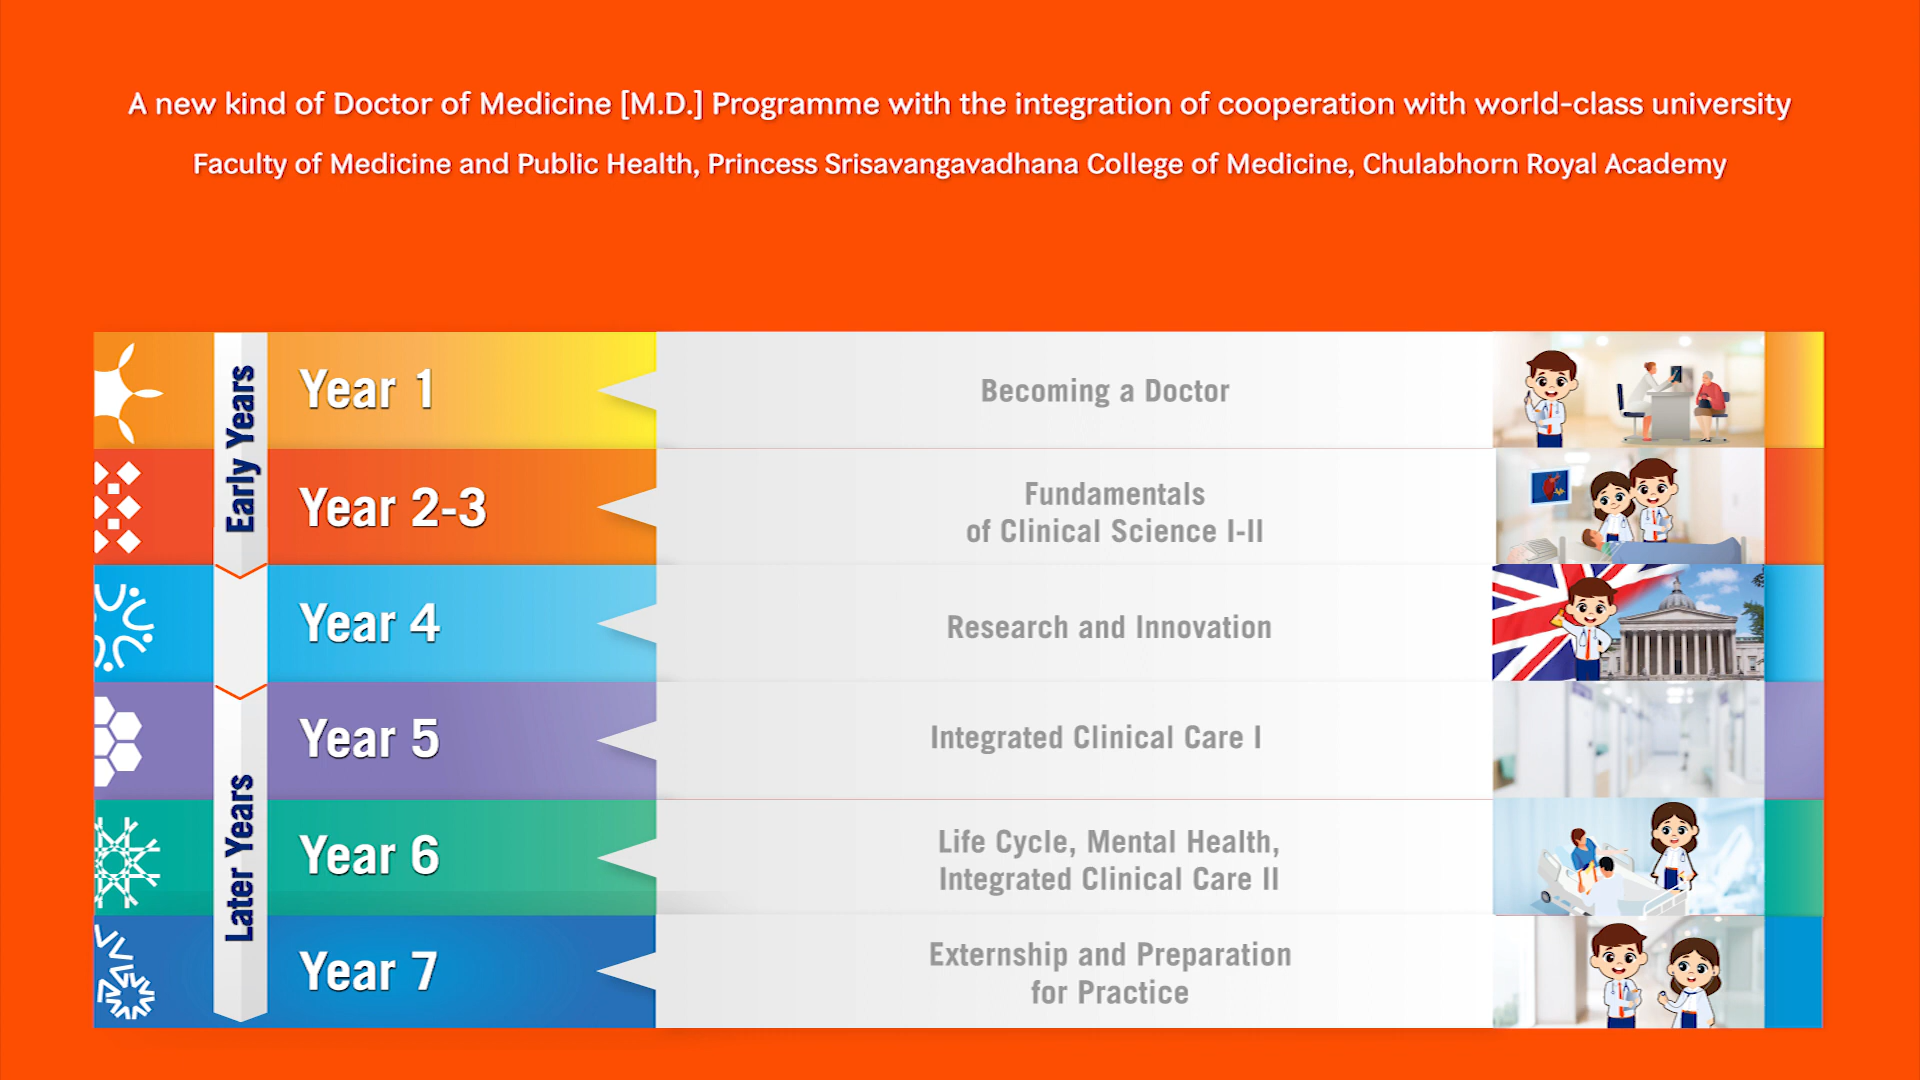 A new kind of Doctor of Medicine [M.D.] Programme with the integration of cooperation with world-class university
Faculty of Medicine and Public Health, Princess Srisavangavadhana College of Medicine, Chulabhorn Royal Academy
Early Years
Year 1
Becoming a Doctor
Year 2-3
Fundamentals
of Clinical Science I-II
Year 4
Research and Innovation
Later Years
Year 5
Integrated Clinical Care I
Year 6
Life Cycle, Mental Health,
Integrated Clinical Care II
Year 7
Externship and Preparation
for Practice